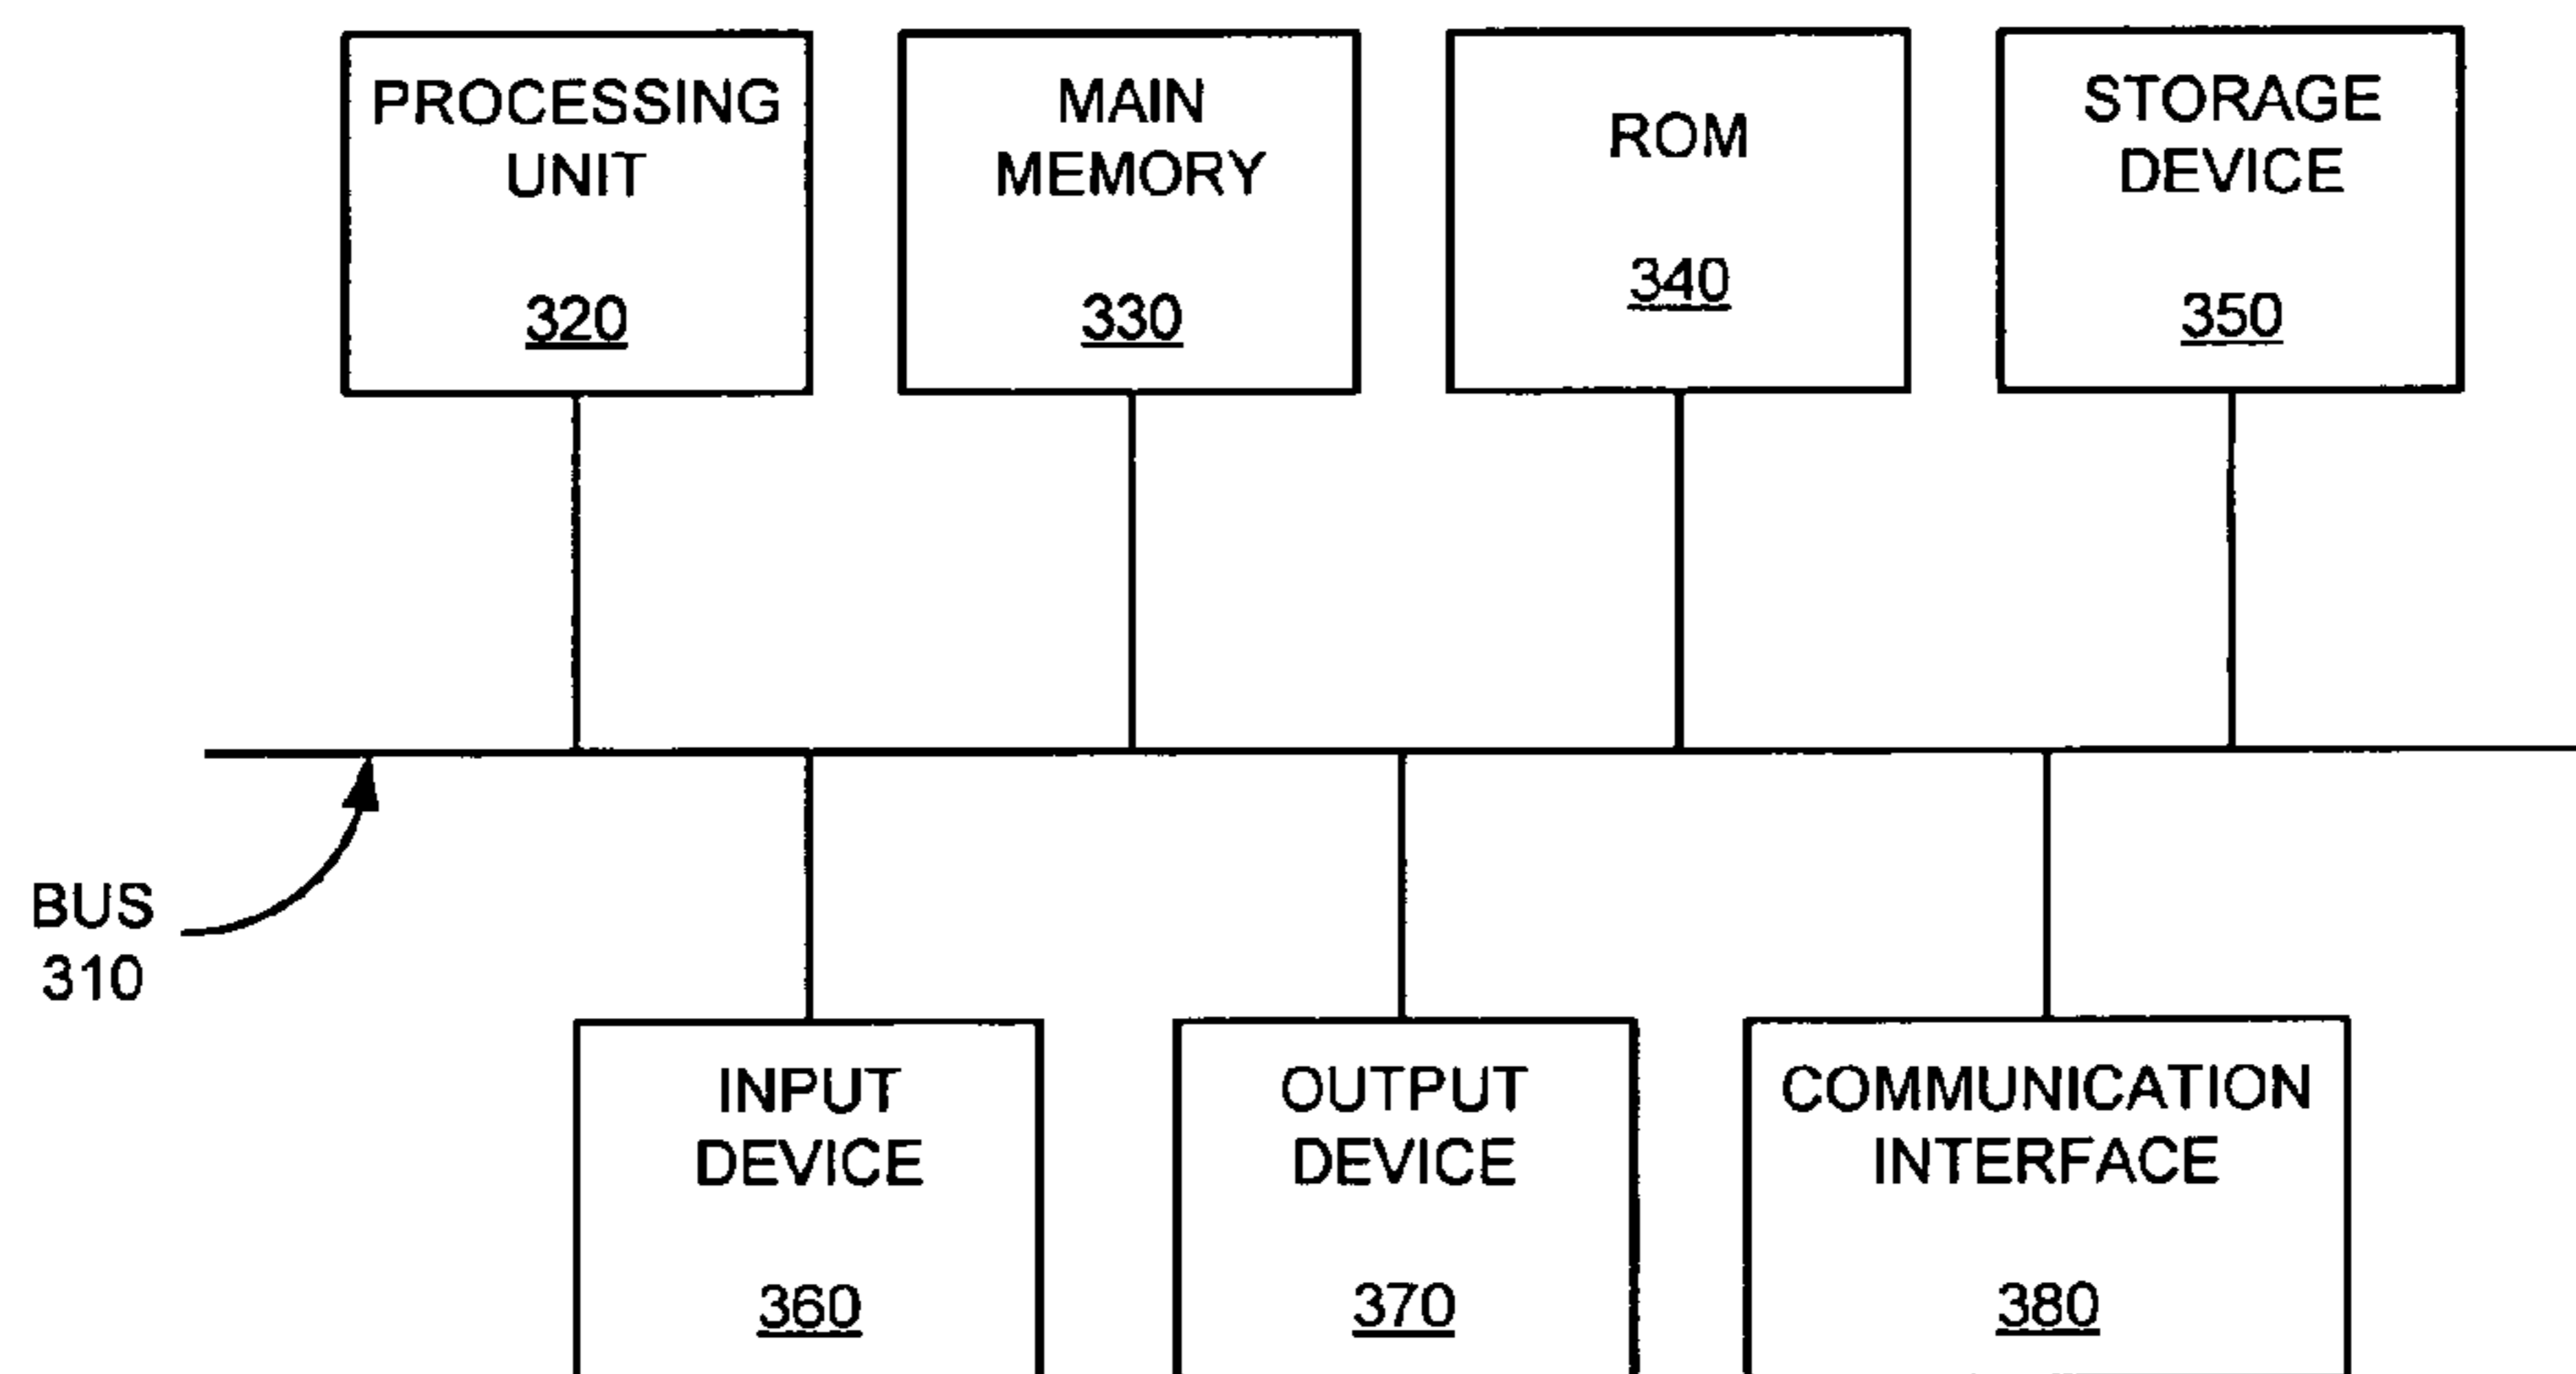 PROCESSING
UNIT
320
MAIN
MEMORY
330
ROM
340
STORAGE
DEVICE
350
BUS
310
INPUT
DEVICE
360
OUTPUT
DEVICE
370
COMMUNICATION
INTERFACE
380